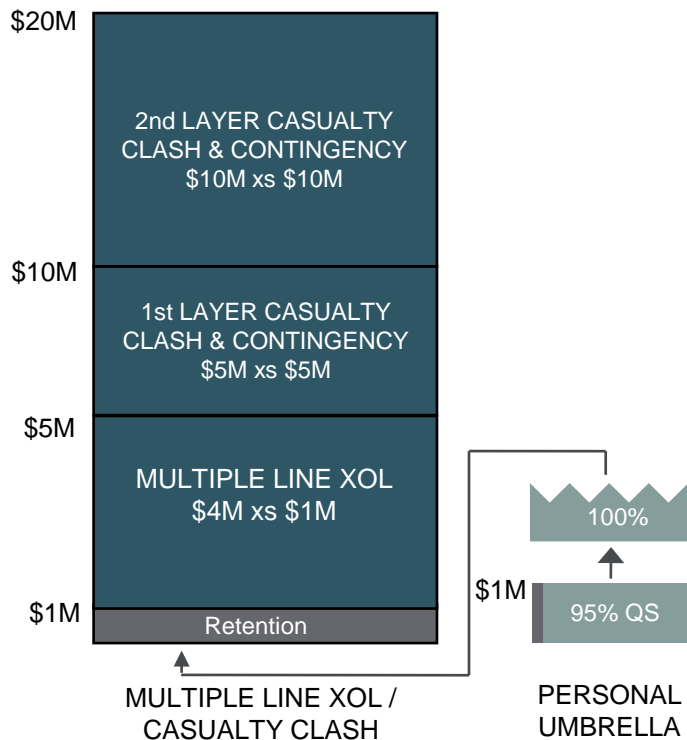 $20M
2nd LAYER CASUALTY
CLASH & CONTINGENCY
$10M xs $10M
$10M
1st LAYER CASUALTY
CLASH & CONTINGENCY
$5M xs $5M
$5M
MULTIPLE LINE XOL
$4M xs $1M
$1M
Retention
100%
$1M
95% QS
MULTIPLE LINE XOL /
CASUALTY CLASH
PERSONAL
UMBRELLA